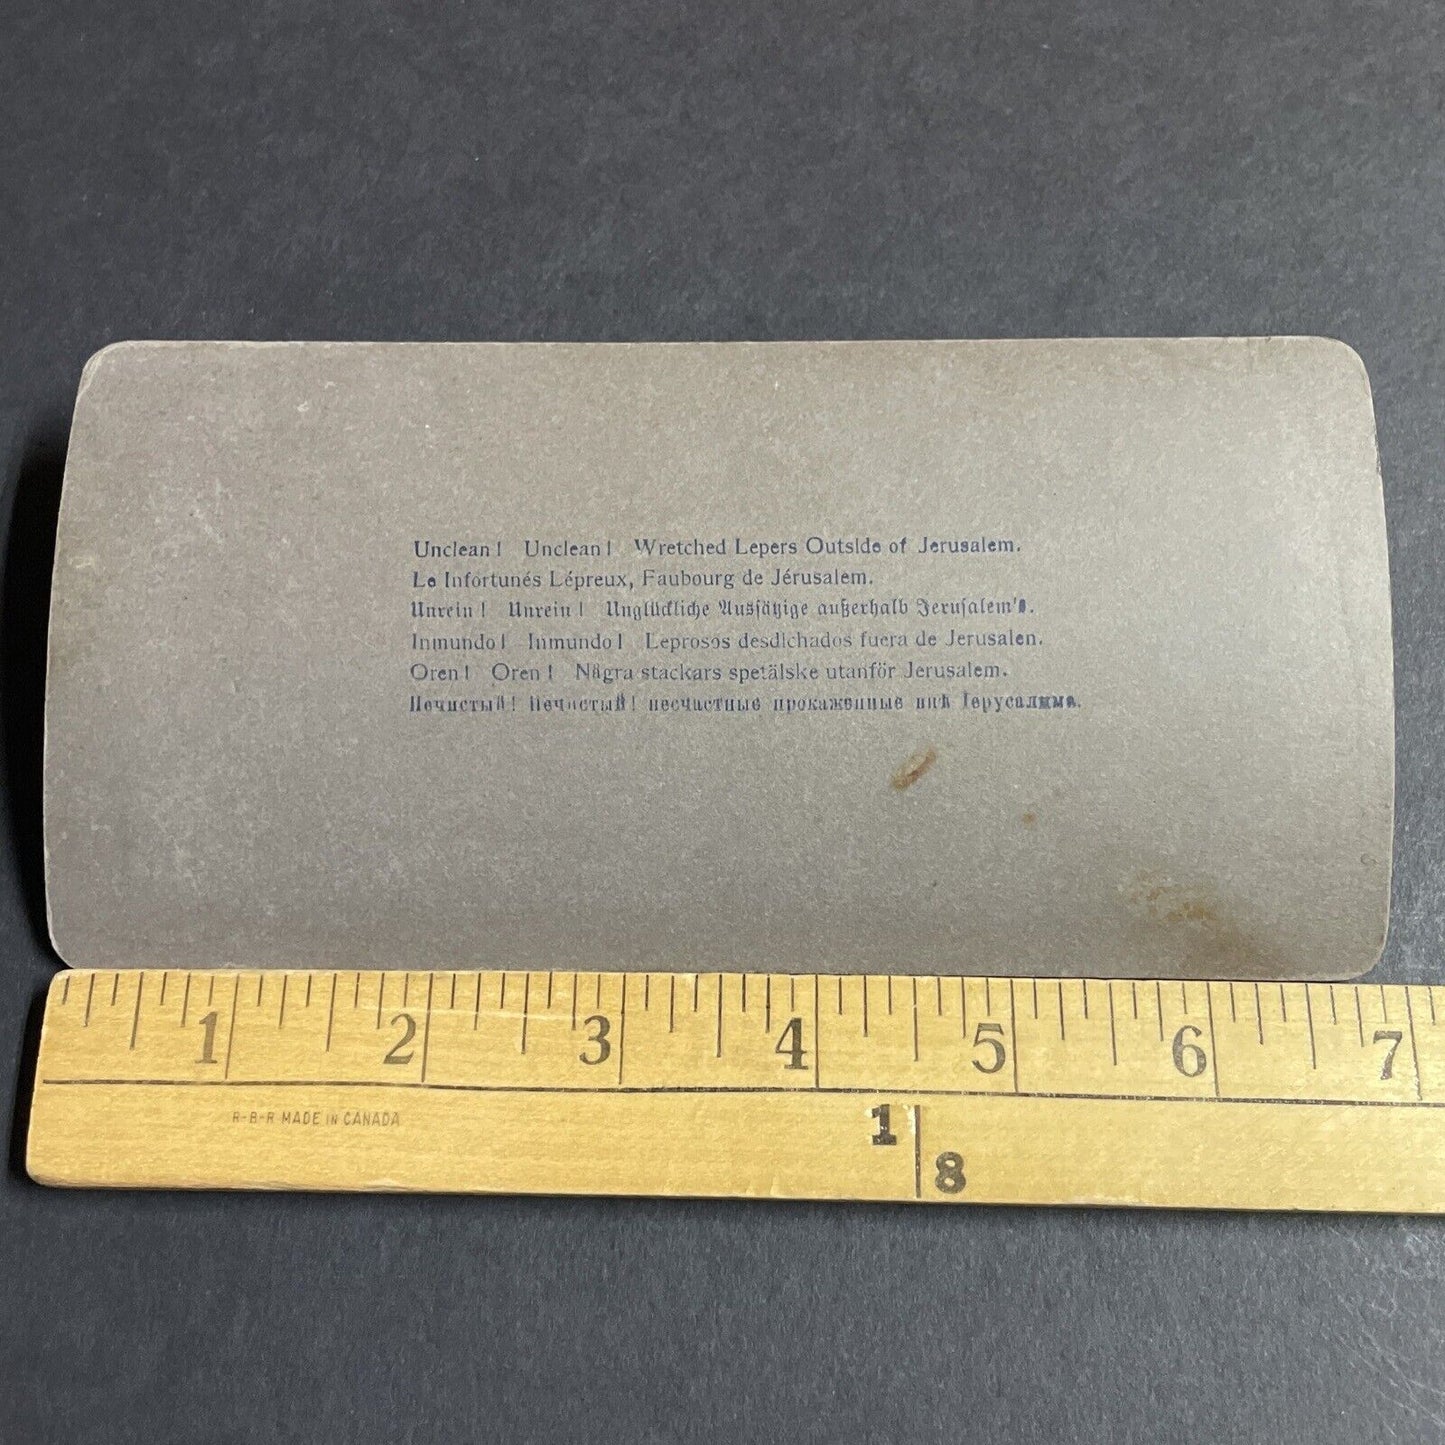 Unclean! Unclean! Wretched Lepers Outside of Jerusalem.
Le Infortunés Lépreux, Faubourg de Jérusalem.
Unrein! Unrein! Unglückliche Aussätzige außerhalb Jerusalem's.
Inmundo! Inmundo! Leprosos desdichados fuera de Jerusalen.
Oren! Oren! Några stackars spetälske utanför Jerusalem.
Нечистый! Нечистый! несчастные прокаженные внѣ Іерусалима.
1 2 3 4 5 6 7
R-B-R MADE IN CANADA
1
8